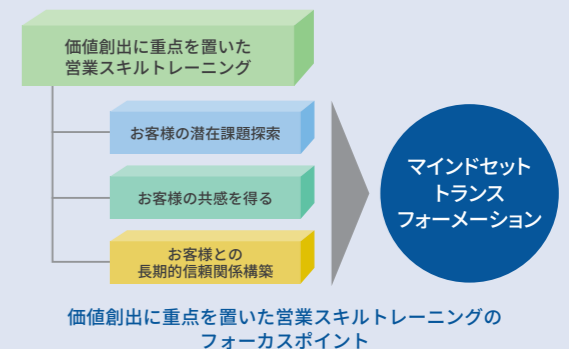 価値創出に重点を置いた
営業スキルトレーニング
お客様の潜在課題探索
お客様の共感を得る
お客様との
長期的信頼関係構築
マインドセット
トランス
フォーメーション
価値創出に重点を置いた営業スキルトレーニングの
フォーカスポイント